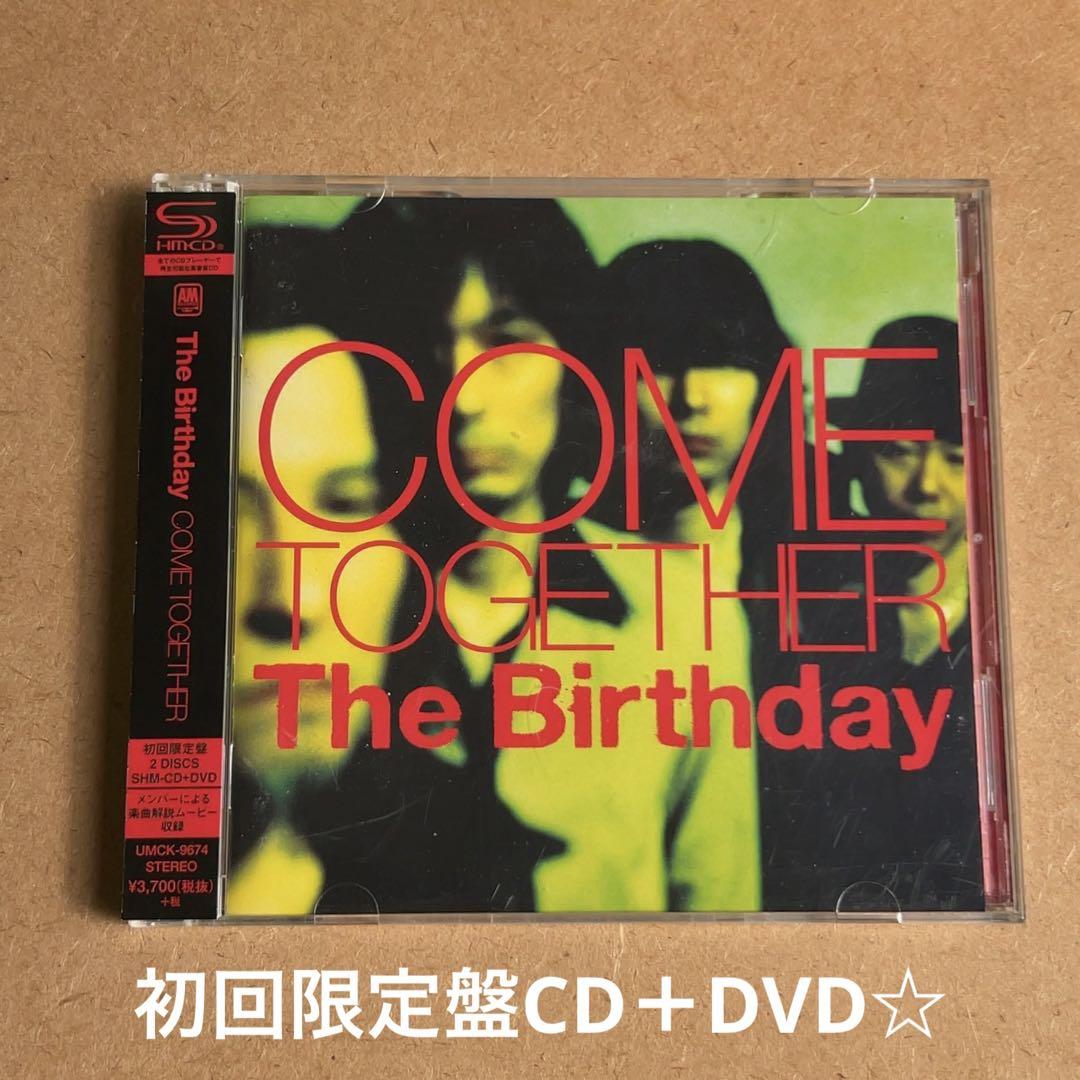 SHM-CD®
全てのCDプレーヤーで
再生可能な高音質CD
A&M
The Birthday COME TOGETHER
初回限定盤
2 DISCS
SHM-CD+DVD
メンバーによる
楽曲解説ムービー
収録
UMCK-9674
STEREO
¥3,700(税抜)
+税
COME
TOGETHER
The Birthday
初回限定盤CD＋DVD☆